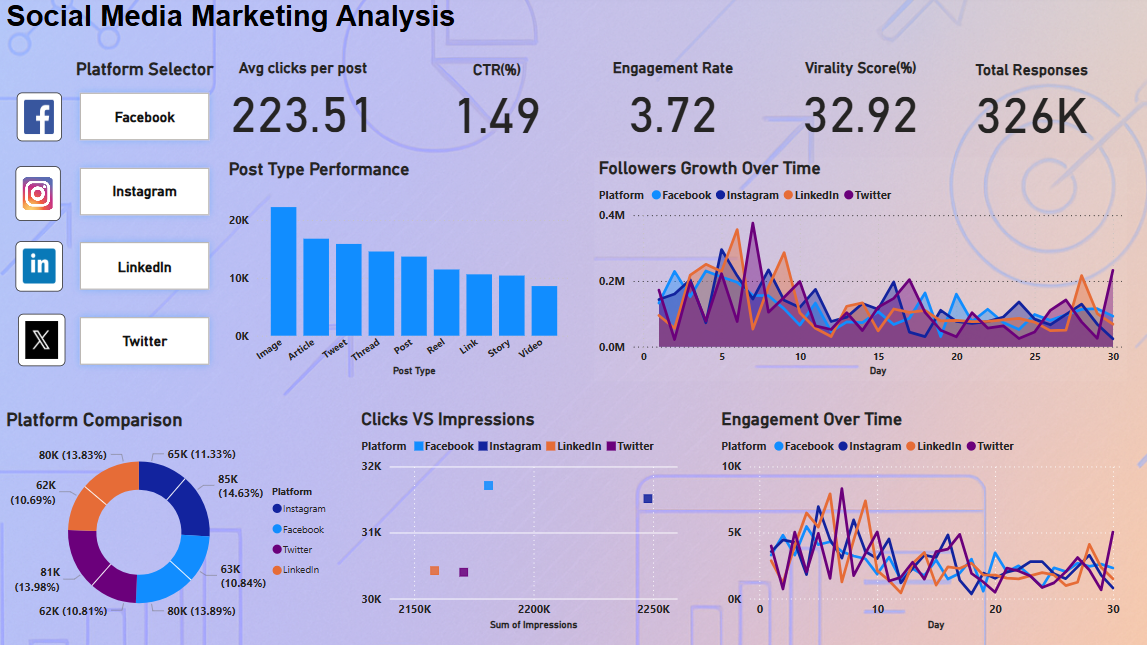 Social Media Marketing Analysis
Platform Selector
Facebook
Instagram
in
LinkedIn
X
Twitter
Avg clicks per post
223.51
CTR(%)
1.49
Engagement Rate
3.72
Virality Score(%)
32.92
Total Responses
326K
Post Type Performance
20K
10K
0K
Image
Article
Tweet
Thread
Post
Reel
Link
Story
Video
Post Type
Followers Growth Over Time
Platform Facebook Instagram LinkedIn Twitter
0.4M
0.2M
0.0M
0 5 10 15 20 25 30
Day
Platform Comparison
80K (13.83%)
65K (11.33%)
85K
(14.63%)
62K
(10.69%)
81K
(13.98%)
63K
(10.84%)
62K (10.81%)
80K (13.89%)
Platform
Instagram
Facebook
Twitter
LinkedIn
Clicks VS Impressions
Platform Facebook Instagram LinkedIn Twitter
32K
31K
30K
2150K 2200K 2250K
Sum of Impressions
Engagement Over Time
Platform Facebook Instagram LinkedIn Twitter
10K
5K
0K
0 10 20 30
Day